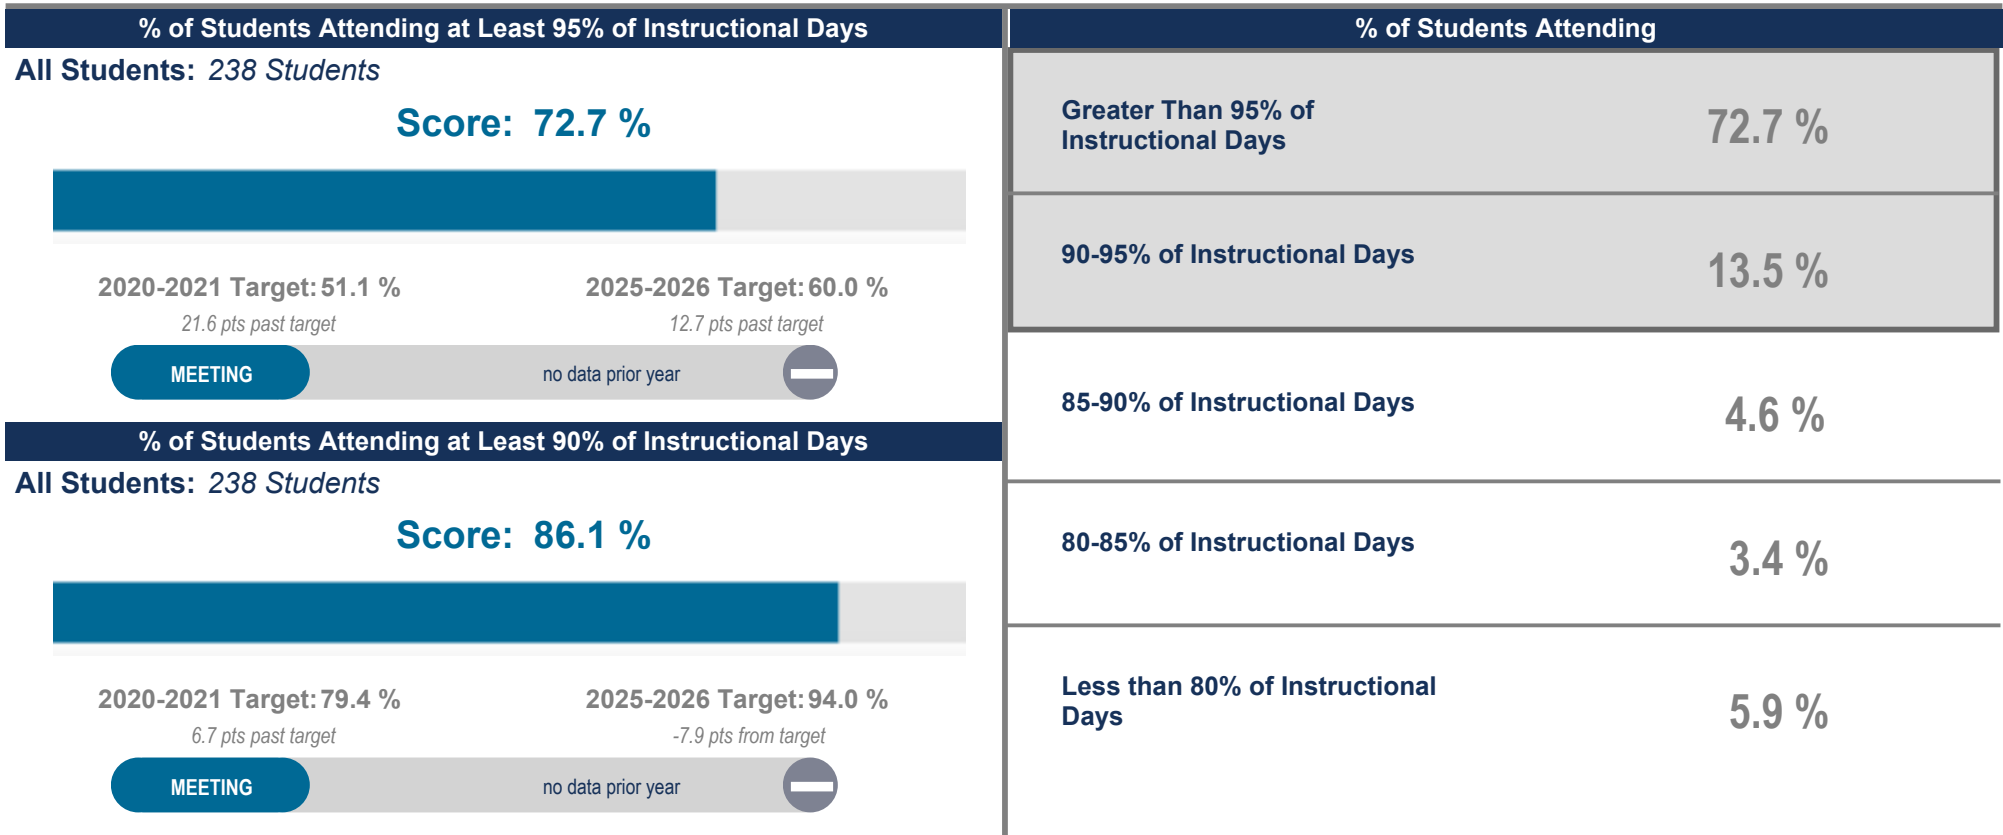 % of Students Attending at Least 95% of Instructional Days
All Students: 238 Students
Score: 72.7 %
2020-2021 Target: 51.1 %
21.6 pts past target
2025-2026 Target: 60.0 %
12.7 pts past target
MEETING
no data prior year
% of Students Attending at Least 90% of Instructional Days
All Students: 238 Students
Score: 86.1 %
2020-2021 Target: 79.4 %
6.7 pts past target
2025-2026 Target: 94.0 %
-7.9 pts from target
MEETING
no data prior year
% of Students Attending
Greater Than 95% of
Instructional Days
72.7 %
90-95% of Instructional Days
13.5 %
85-90% of Instructional Days
4.6 %
80-85% of Instructional Days
3.4 %
Less than 80% of Instructional
Days
5.9 %